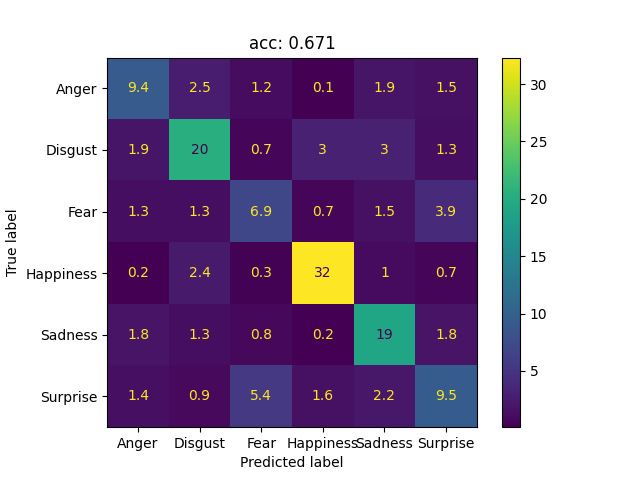 acc: 0.671
Anger 9.4 2.5 1.2 0.1 1.9 1.5
Disgust 1.9 20 0.7 3 3 1.3
Fear 1.3 1.3 6.9 0.7 1.5 3.9
Happiness 0.2 2.4 0.3 32 1 0.7
Sadness 1.8 1.3 0.8 0.2 19 1.8
Surprise 1.4 0.9 5.4 1.6 2.2 9.5
Anger Disgust Fear Happiness Sadness Surprise
Predicted label
True label
30
25
20
15
10
5